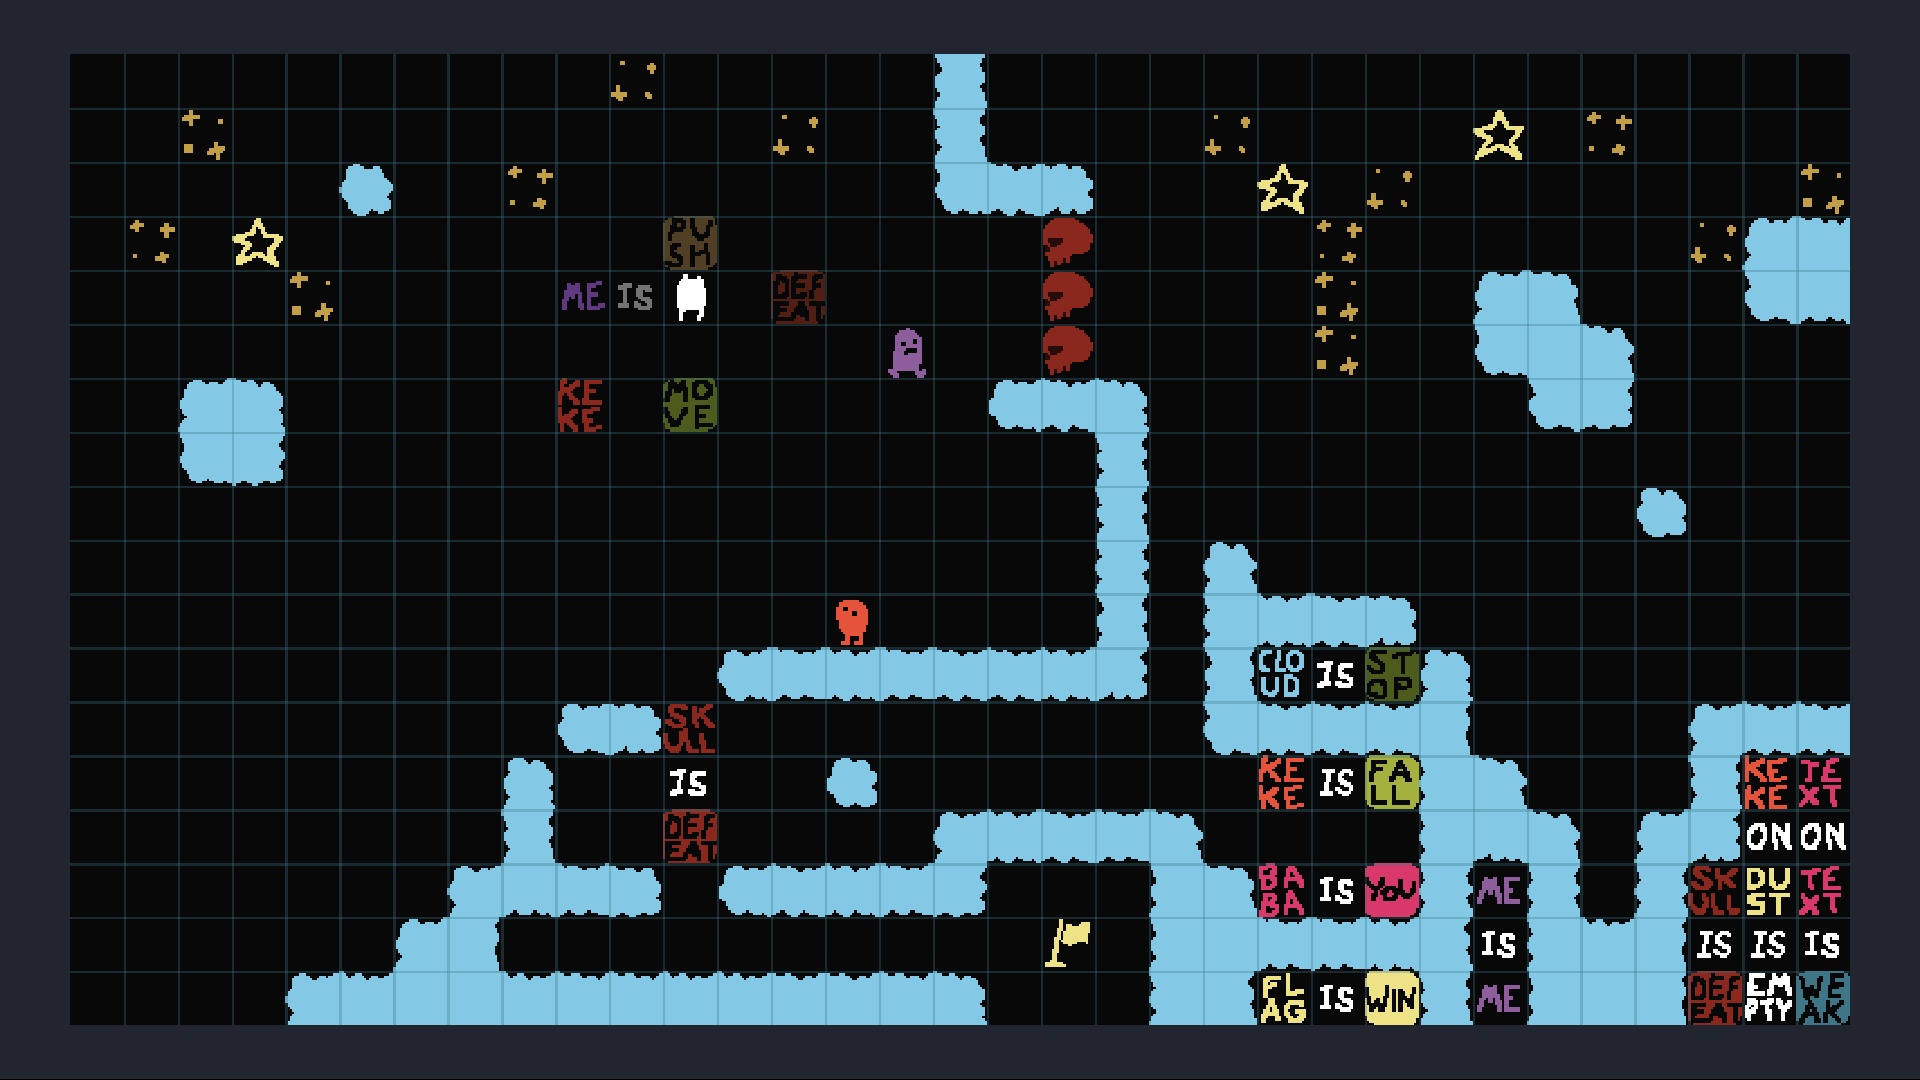 PUSH
ME IS DEFEAT
KEKE MOVE
CLOUD IS STOP
SKULL
IS
DEFEAT
KEKE IS FALL
KEKE TEXT
ON ON
BABA IS YOU
ME
SKULL DUST TEXT
IS
IS IS IS
FLAG IS WIN
ME
DEFEAT EMPTY WEAK